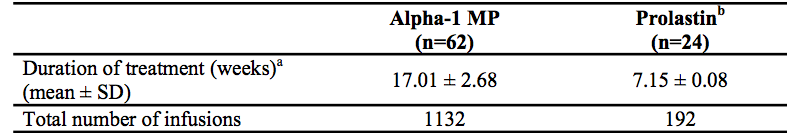 Alpha-1 MP Prolastinᵇ
(n=62) (n=24)
Duration of treatment (weeks)ᵃ
(mean ± SD) 17.01 ± 2.68 7.15 ± 0.08
Total number of infusions 1132 192